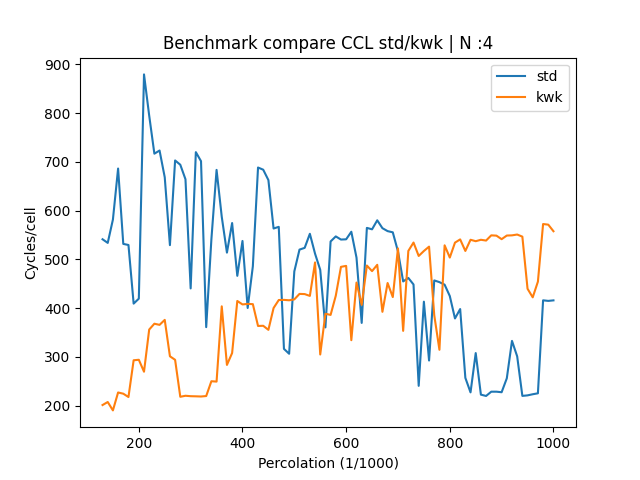 Benchmark compare CCL std/kwk | N :4
std
kwk
Cycles/cell
900
800
700
600
500
400
300
200
200
400
600
800
1000
Percolation (1/1000)